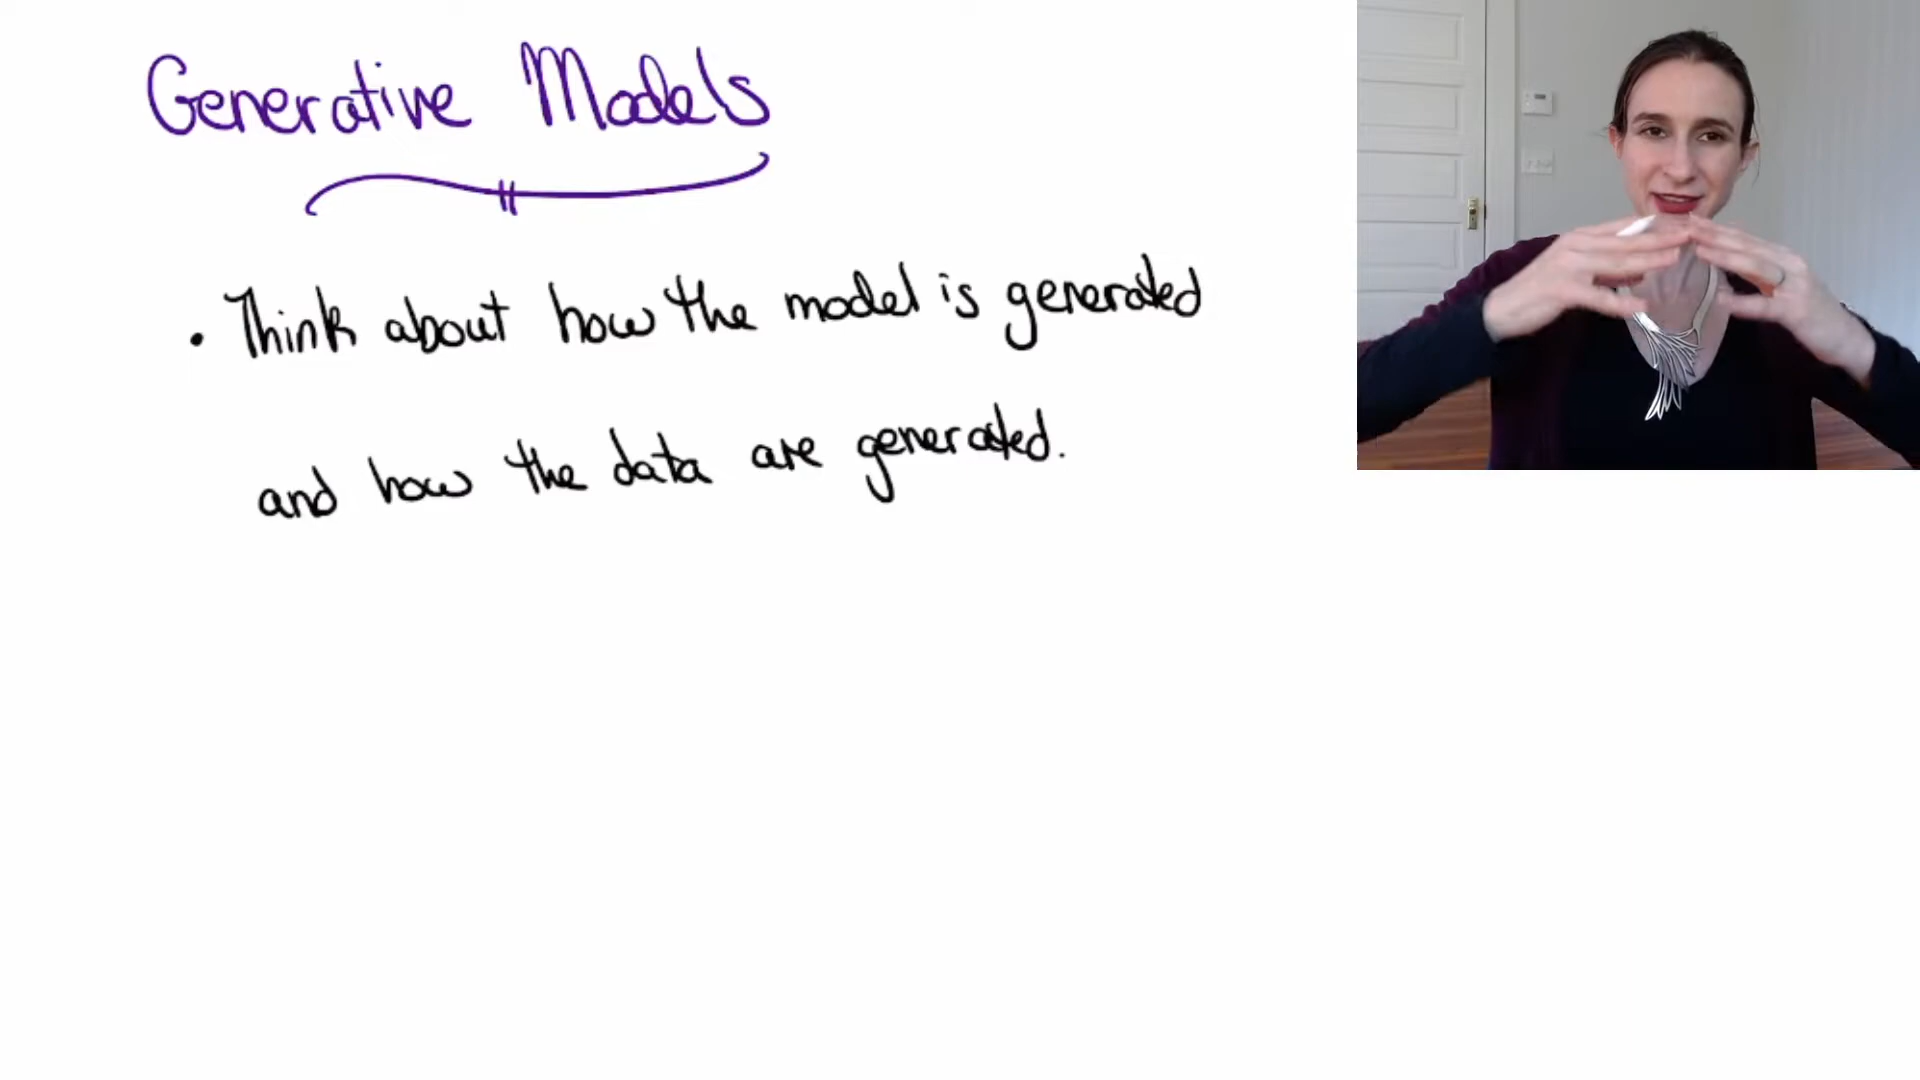 Generative Models
• Think about how the model is generated
and how the data are generated.